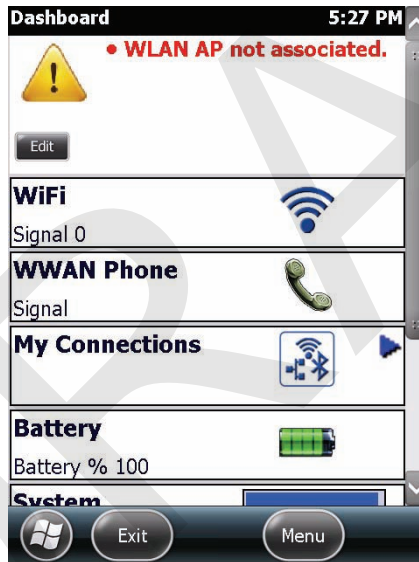 Dashboard 5:27 PM
• WLAN AP not associated.
Edit
WiFi
Signal 0
WWAN Phone
Signal
My Connections
Battery
Battery % 100
System
Exit Menu